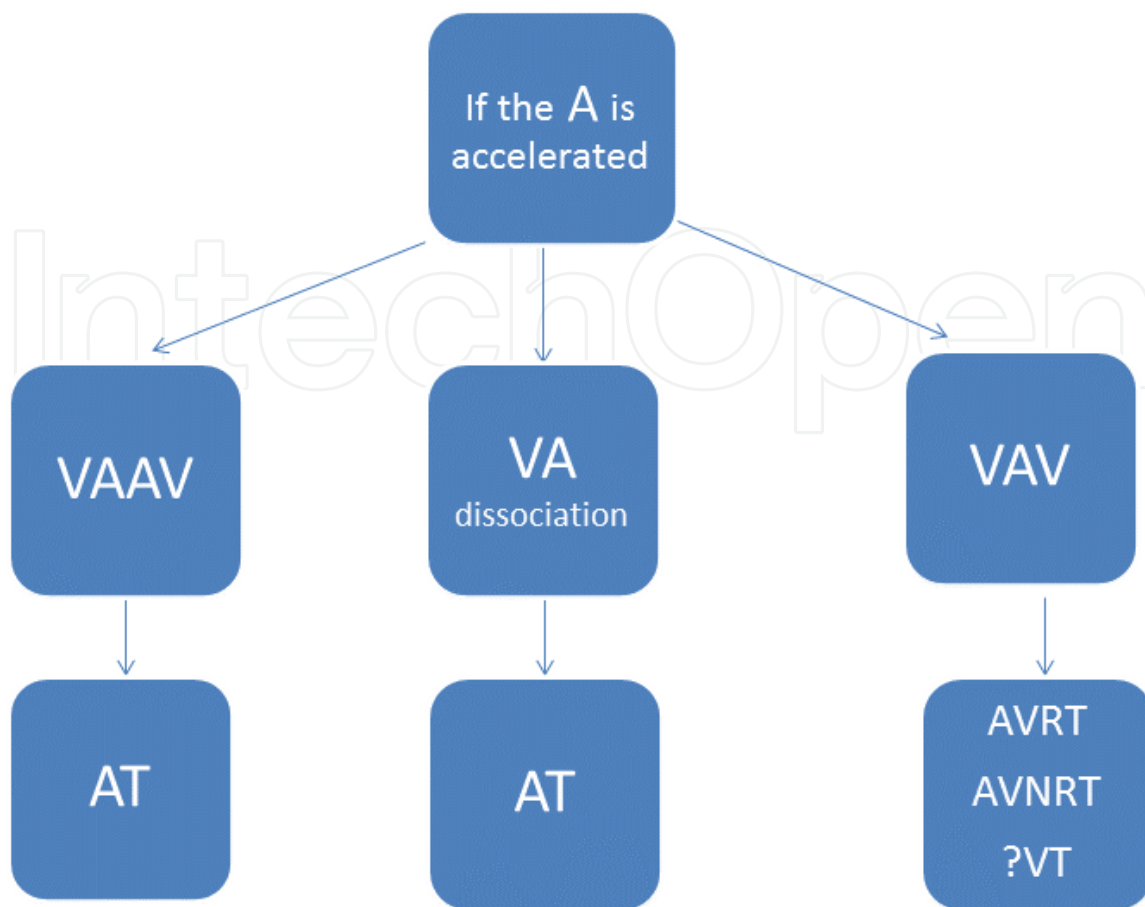 If the A is
accelerated
IntechOpen
VAAV
VA
dissociation
VAV
AT
AT
AVRT
AVNRT
?VT